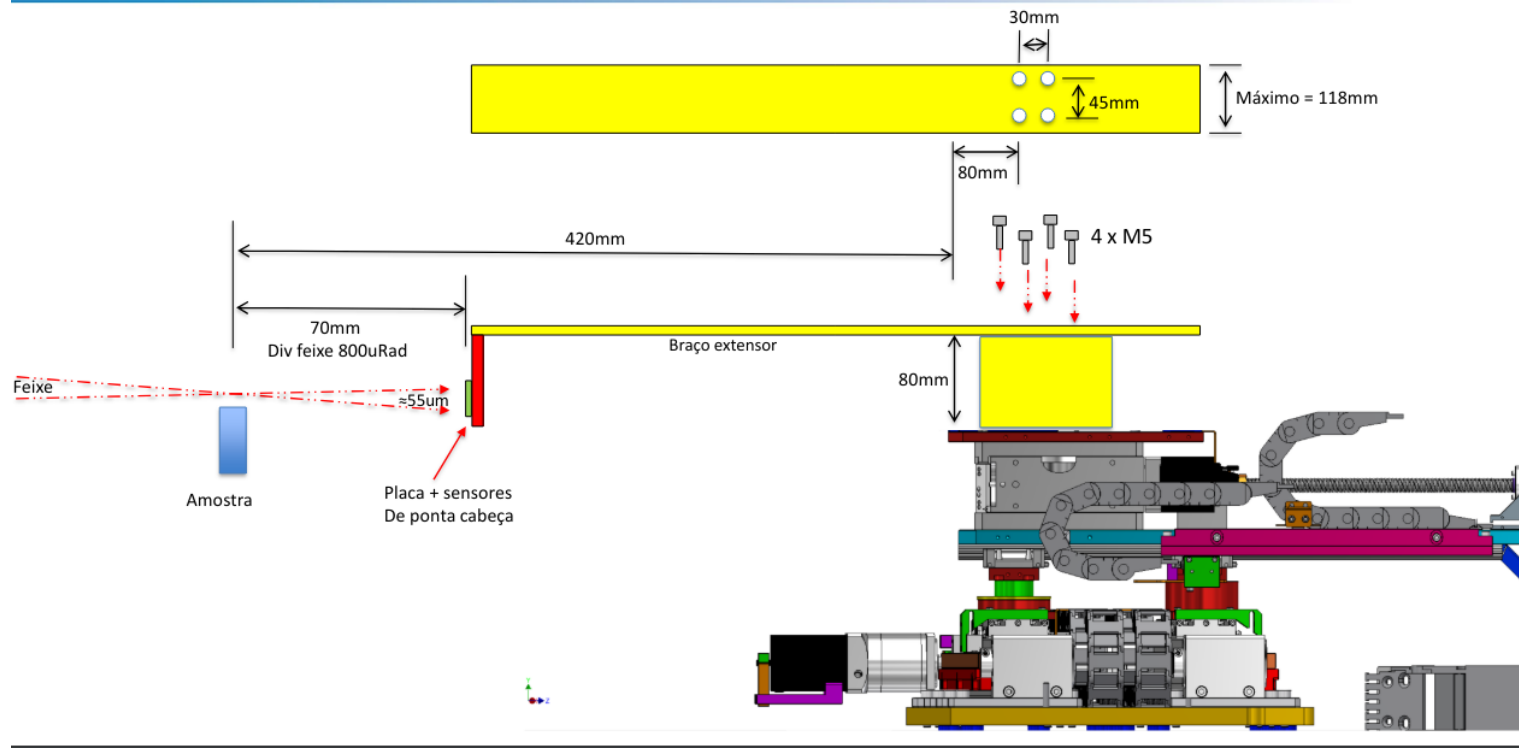 30mm
45mm
Máximo = 118mm
80mm
420mm
4 x M5
70mm
Div feixe 800uRad
Braço extensor
Feixe
≈55um
80mm
Amostra
Placa + sensores
De ponta cabeça
Y
Z